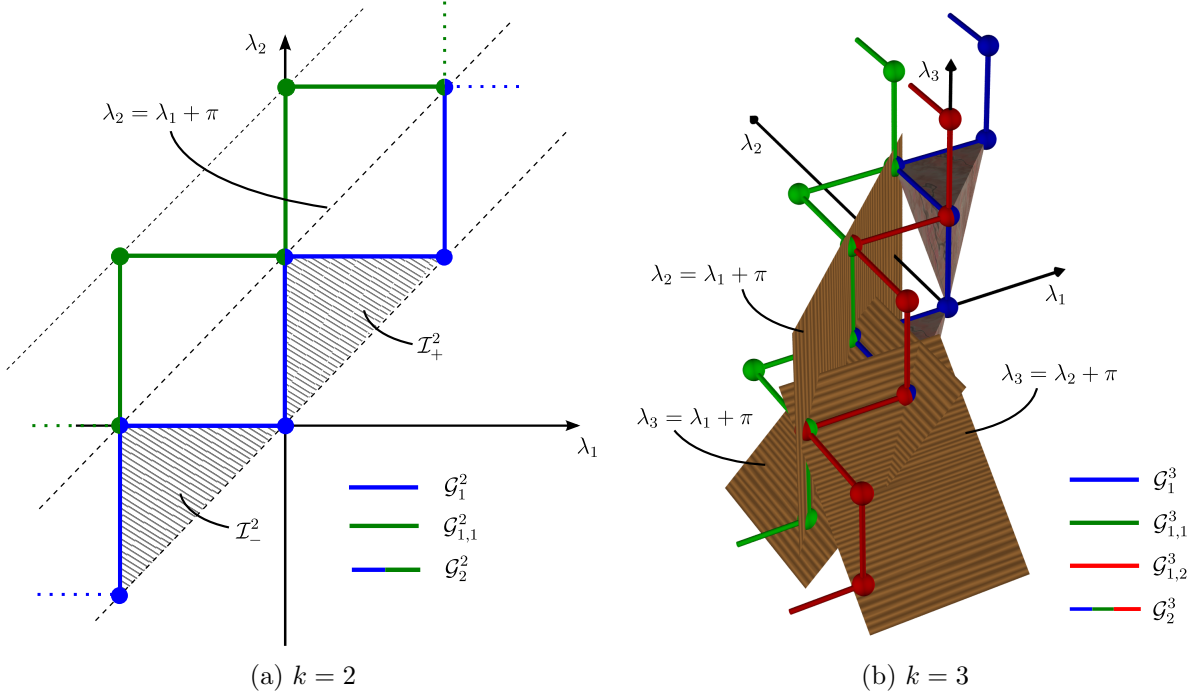 λ₂
λ₂ = λ₁ + π
λ₁
ℐ²₊
ℐ²₋
𝒢²₁
𝒢²₁,₁
𝒢²₂
(a) k = 2
λ₃
λ₂
λ₁
λ₂ = λ₁ + π
λ₃ = λ₂ + π
λ₃ = λ₁ + π
𝒢³₁
𝒢³₁,₁
𝒢³₁,₂
𝒢³₂
(b) k = 3